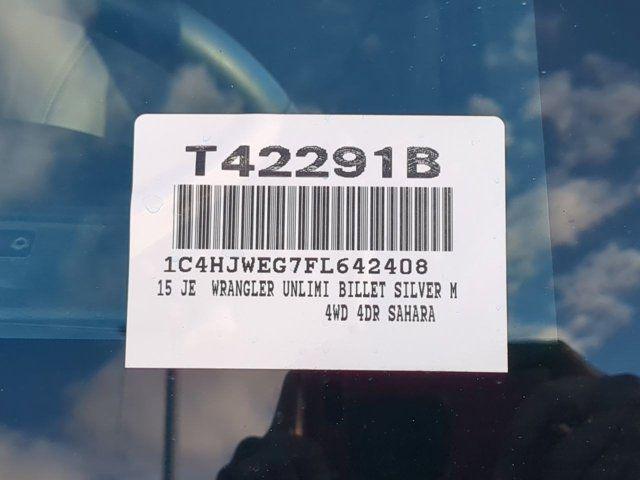 T42291B
1C4HJWEG7FL642408
15 JE WRANGLER UNLIMI BILLET SILVER M
4WD 4DR SAHARA